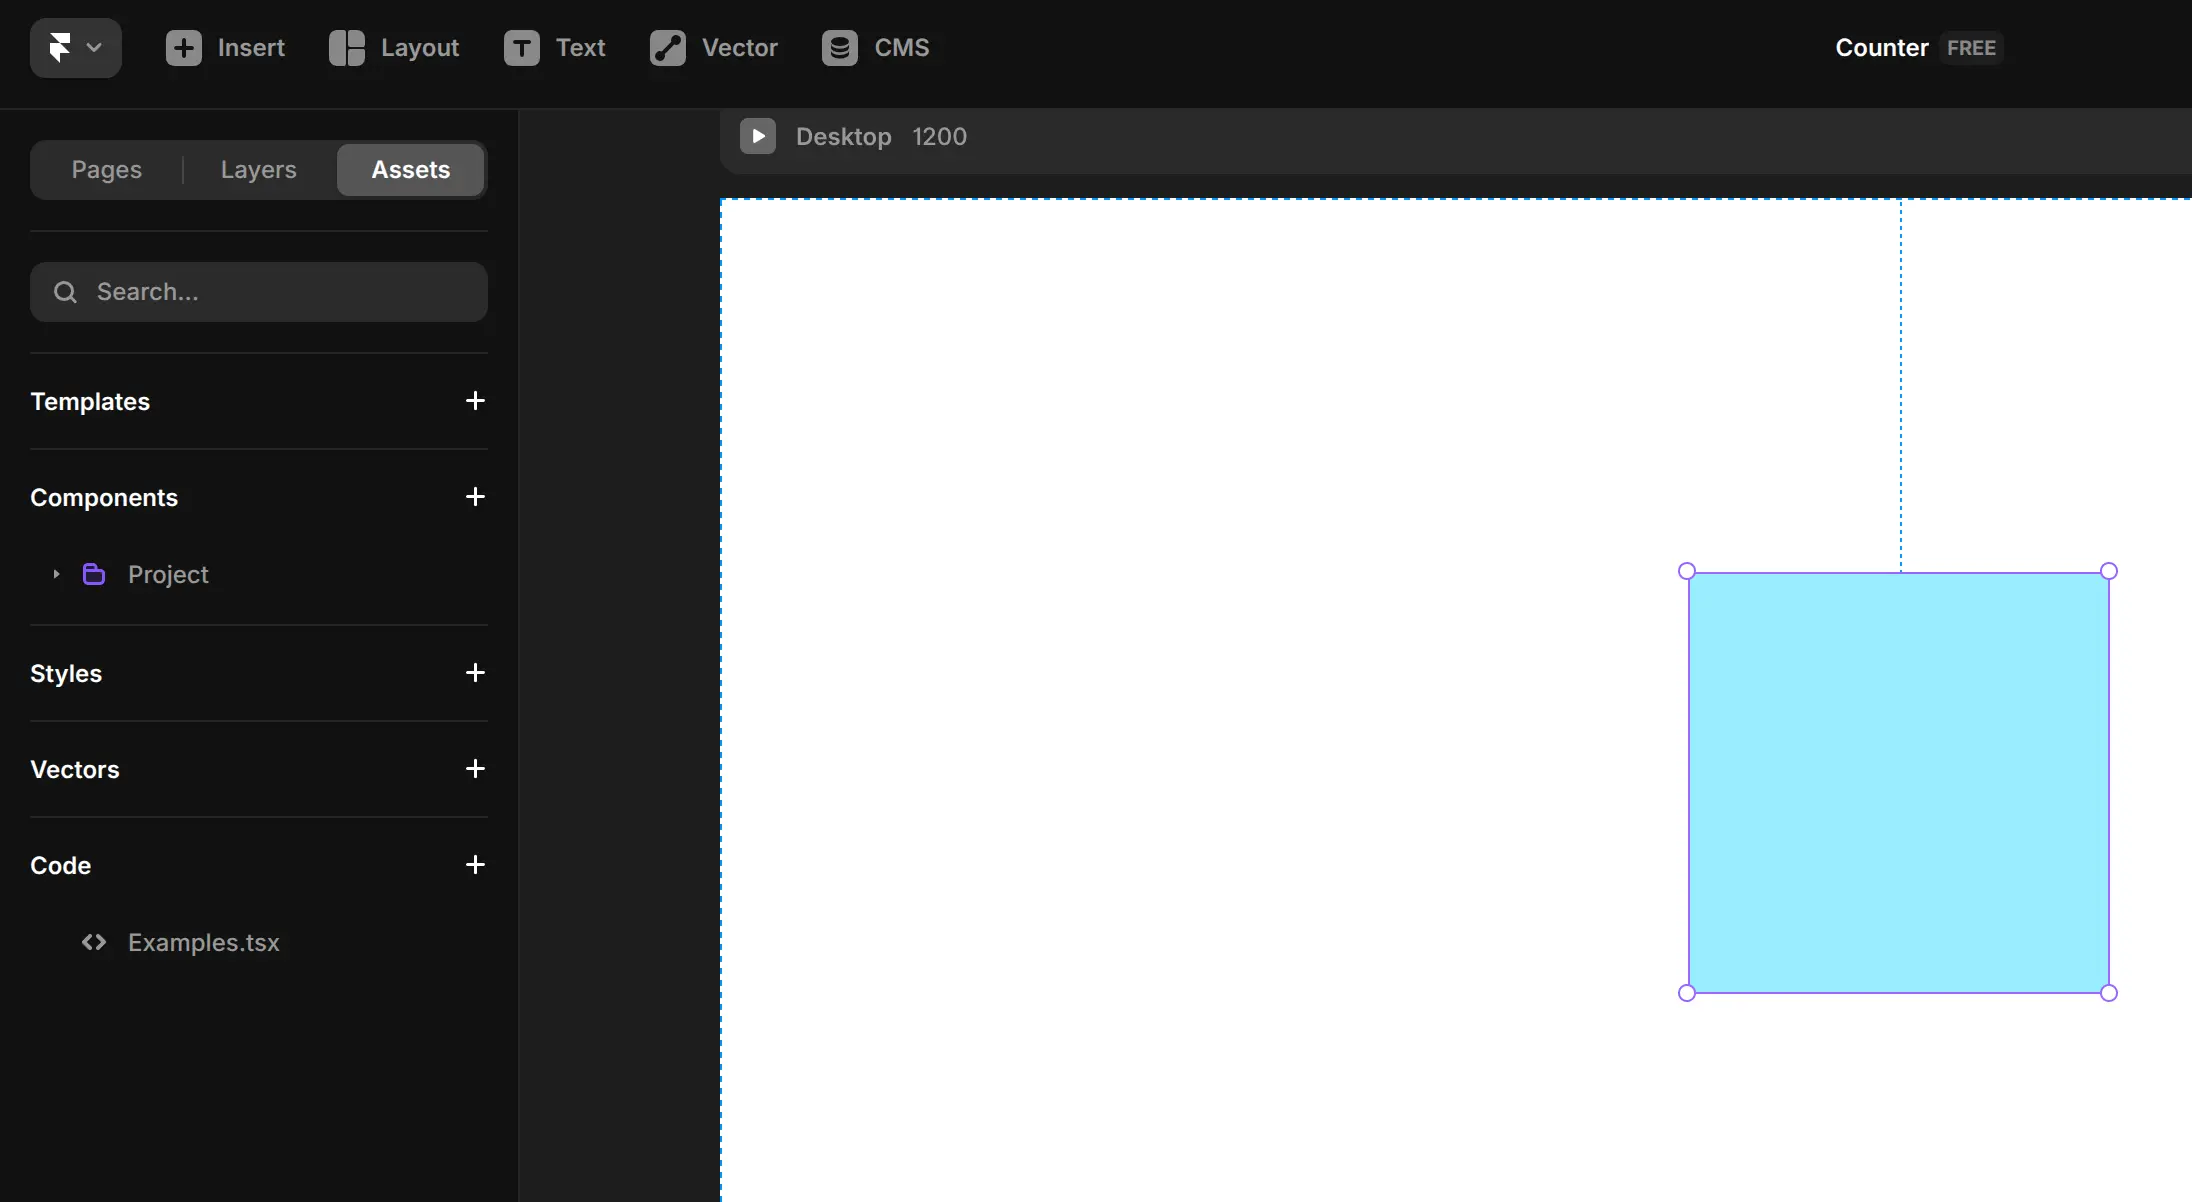 Insert
Layout
Text
Vector
CMS
Counter FREE
Pages
Layers
Assets
Desktop 1200
Search...
Templates
Components
Project
Styles
Vectors
Code
Examples.tsx